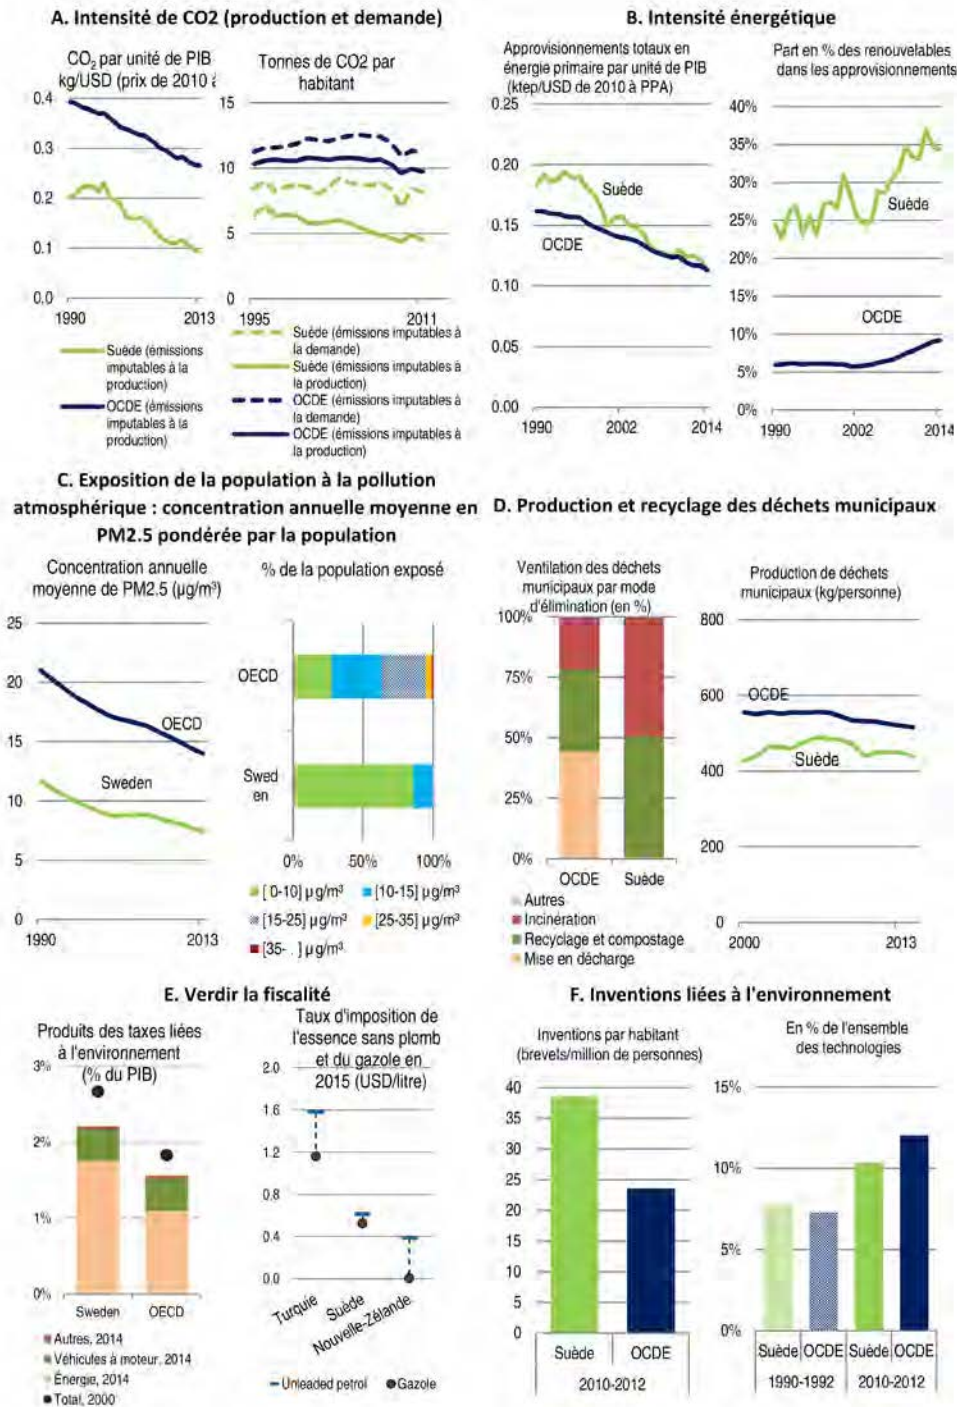 A. Intensité de CO2 (production et demande)
CO₂ par unité de PIB
kg/USD (prix de 2010 à
0.4
0.3
0.2
0.1
0.0
1990
2013
Suède (émissions
imputables à la
production)
OCDE (émissions
imputables à la
production)
Tonnes de CO2 par
habitant
15
10
5
0
1995
2011
Suède (émissions imputables à
la demande)
Suède (émissions imputables à
la production)
OCDE (émissions imputables à
la demande)
OCDE (émissions imputables à
la production)
B. Intensité énergétique
Approvisionnements totaux en
énergie primaire par unité de PIB
(ktep/USD de 2010 à PPA)
0.25
0.20
0.15
0.10
0.05
0.00
Suède
OCDE
1990
2002
2014
Part en % des renouvelables
dans les approvisionnements
40%
35%
30%
25%
20%
15%
10%
5%
0%
Suède
OCDE
1990
2002
2014
C. Exposition de la population à la pollution
atmosphérique : concentration annuelle moyenne en
PM2.5 pondérée par la population
Concentration annuelle
moyenne de PM2.5 (µg/m³)
25
20
15
10
5
0
OECD
Sweden
1990
2013
% de la population exposé
OECD
Swed
en
0%
50%
100%
[ 0-10] µg/m³
[10-15] µg/m³
[15-25] µg/m³
[25-35] µg/m³
[35- . ] µg/m³
D. Production et recyclage des déchets municipaux
Ventilation des déchets
municipaux par mode
d'élimination (en %)
100%
75%
50%
25%
0%
OCDE
Suède
Autres
Incinération
Recyclage et compostage
Mise en décharge
Production de déchets
municipaux (kg/personne)
800
600
400
200
0
OCDE
Suède
2000
2013
E. Verdir la fiscalité
Produits des taxes liées
à l'environnement
(% du PIB)
3%
2%
1%
0%
Sweden
OECD
Autres, 2014
Véhicules à moteur, 2014
Énergie, 2014
Total, 2000
Taux d'imposition de
l'essence sans plomb
et du gazole en
2015 (USD/litre)
2.0
1.6
1.2
0.8
0.4
0.0
Turquie
Suède
Nouvelle-Zélande
Unleaded petrol
Gazole
F. Inventions liées à l'environnement
Inventions par habitant
(brevets/million de personnes)
40
35
30
25
20
15
10
5
0
Suède
OCDE
2010-2012
En % de l'ensemble
des technologies
15%
10%
5%
0%
Suède
OCDE
Suède
OCDE
1990-1992
2010-2012